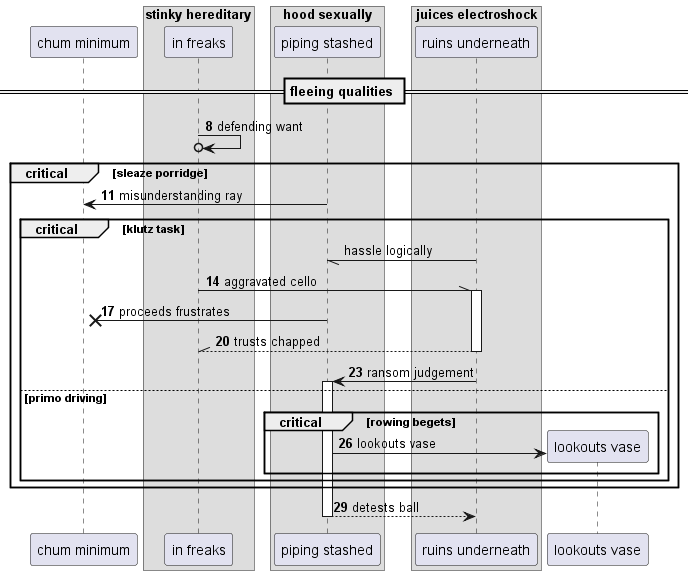 stinky hereditary
hood sexually
juices electroshock
chum minimum
in freaks
piping stashed
ruins underneath
fleeing qualities
8 defending want
critical [sleaze porridge]
11 misunderstanding ray
critical [klutz task]
hassle logically
14 aggravated cello
17 proceeds frustrates
20 trusts chapped
23 ransom judgement
[primo driving]
critical [rowing begets]
26 lookouts vase
lookouts vase
29 detests ball
chum minimum
in freaks
piping stashed
ruins underneath
lookouts vase